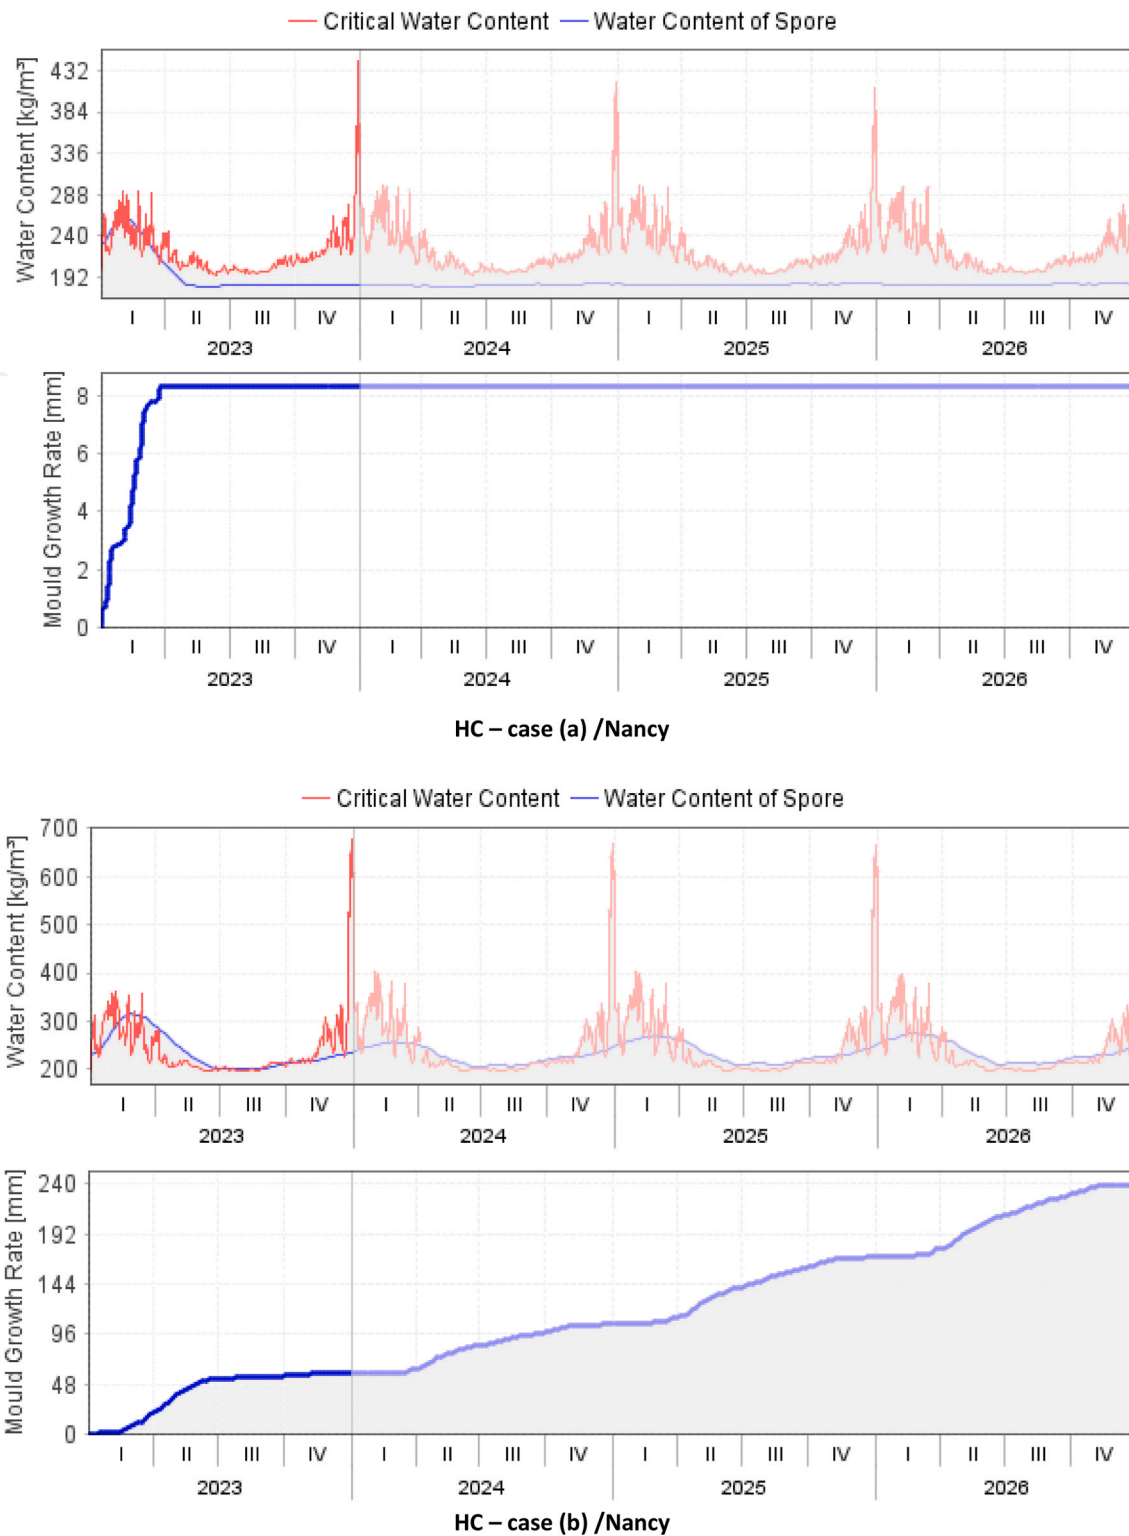 Critical Water Content Water Content of Spore
Water Content [kg/m³]
432
384
336
288
240
192
I II III IV I II III IV I II III IV I II III IV
2023 2024 2025 2026
Mould Growth Rate [mm]
8
6
4
2
0
I II III IV I II III IV I II III IV I II III IV
2023 2024 2025 2026
HC – case (a) /Nancy
Critical Water Content Water Content of Spore
Water Content [kg/m³]
700
600
500
400
300
200
I II III IV I II III IV I II III IV I II III IV
2023 2024 2025 2026
Mould Growth Rate [mm]
240
192
144
96
48
0
I II III IV I II III IV I II III IV I II III IV
2023 2024 2025 2026
HC – case (b) /Nancy